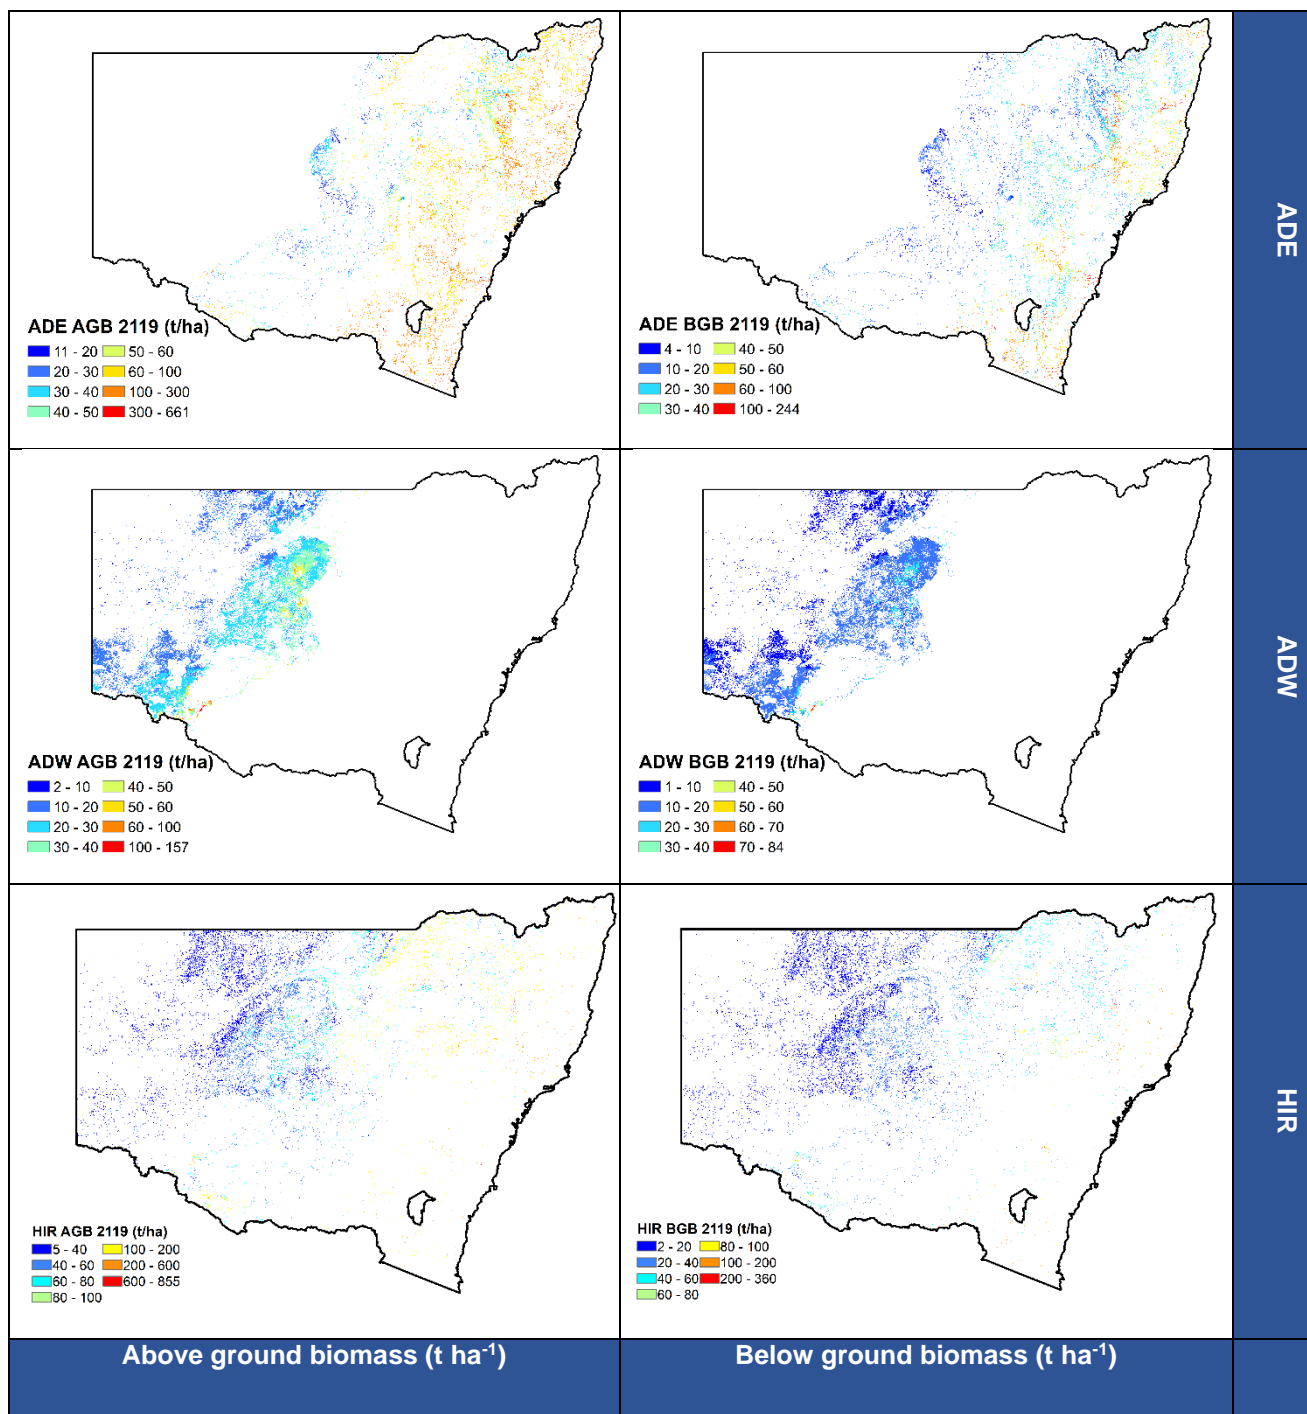 ADE AGB 2119 (t/ha)
11 - 20 50 - 60
20 - 30 60 - 100
30 - 40 100 - 300
40 - 50 300 - 661
ADE BGB 2119 (t/ha)
4 - 10 40 - 50
10 - 20 50 - 60
20 - 30 60 - 100
30 - 40 100 - 244
ADE
ADW AGB 2119 (t/ha)
2 - 10 40 - 50
10 - 20 50 - 60
20 - 30 60 - 100
30 - 40 100 - 157
ADW BGB 2119 (t/ha)
1 - 10 40 - 50
10 - 20 50 - 60
20 - 30 60 - 70
30 - 40 70 - 84
ADW
HIR AGB 2119 (t/ha)
5 - 40 100 - 200
40 - 60 200 - 600
60 - 80 600 - 855
80 - 100
HIR BGB 2119 (t/ha)
2 - 20 80 - 100
20 - 40 100 - 200
40 - 60 200 - 360
60 - 80
HIR
Above ground biomass (t ha⁻¹)
Below ground biomass (t ha⁻¹)